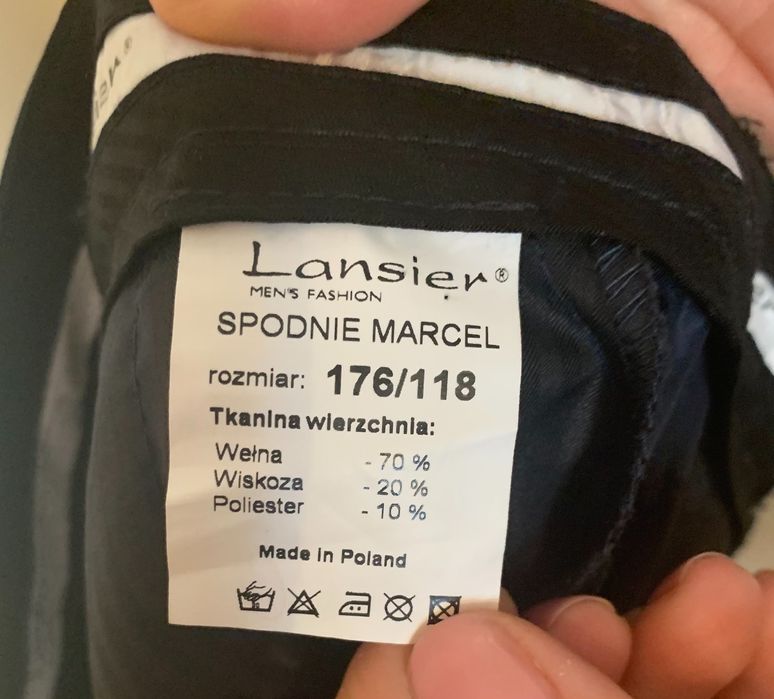 Lansier®
MEN'S FASHION
SPODNIE MARCEL
rozmiar: 176/118
Tkanina wierzchnia:
Wełna - 70 %
Wiskoza - 20 %
Poliester - 10 %
Made in Poland